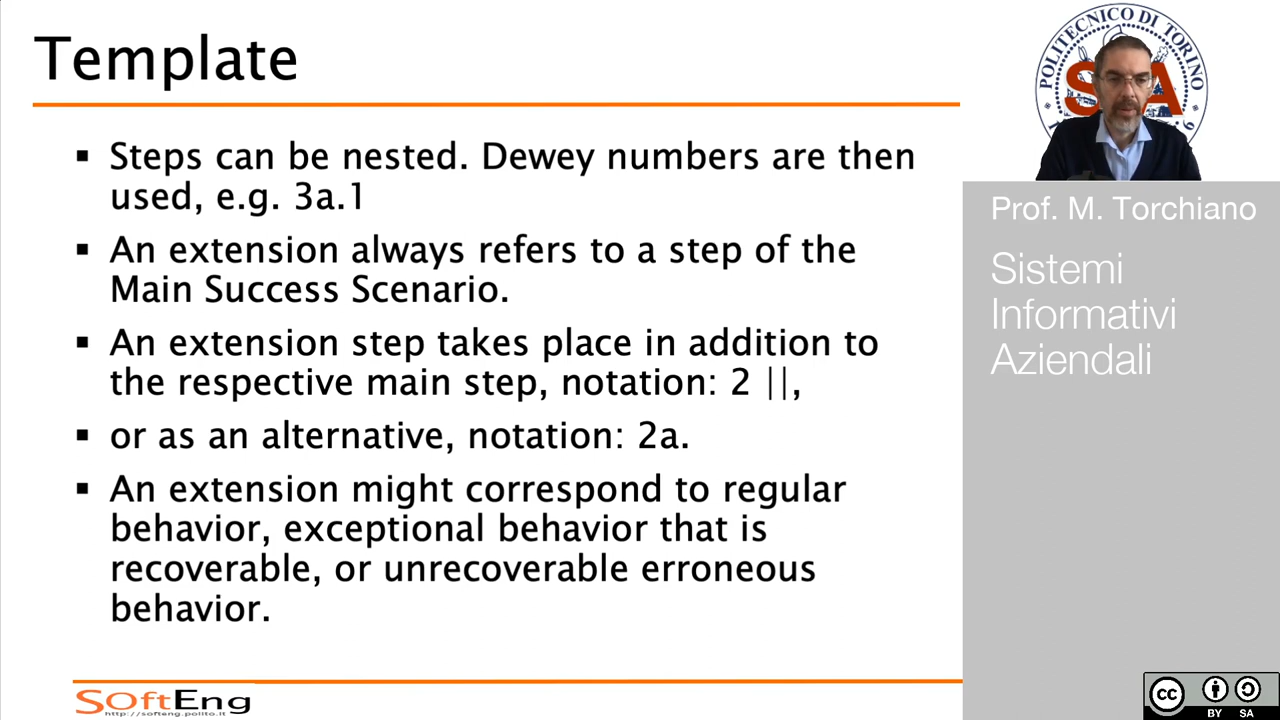 Template
▪ Steps can be nested. Dewey numbers are then
used, e.g. 3a.1
▪ An extension always refers to a step of the
Main Success Scenario.
▪ An extension step takes place in addition to
the respective main step, notation: 2 ||,
▪ or as an alternative, notation: 2a.
▪ An extension might correspond to regular
behavior, exceptional behavior that is
recoverable, or unrecoverable erroneous
behavior.
SOftEng
http://softeng.polito.it
POLITECNICO DI TORINO
Prof. M. Torchiano
Sistemi
Informativi
Aziendali
cc
BY SA